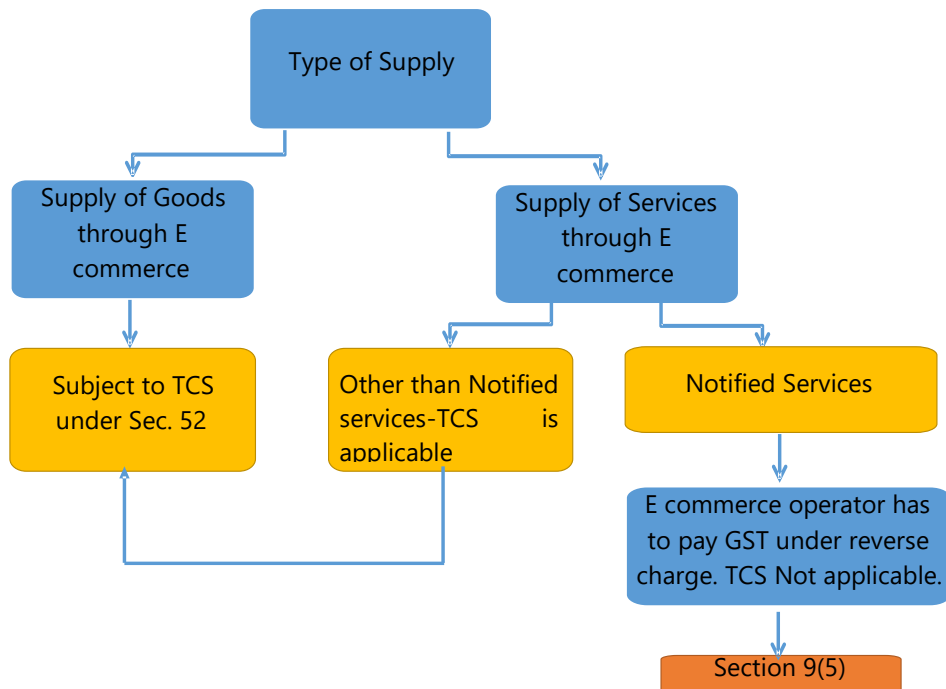 Type of Supply
Supply of Goods
through E
commerce
Supply of Services
through E
commerce
Subject to TCS
under Sec. 52
Other than Notified
services-TCS is
applicable
Notified Services
E commerce operator has
to pay GST under reverse
charge. TCS Not applicable.
Section 9(5)